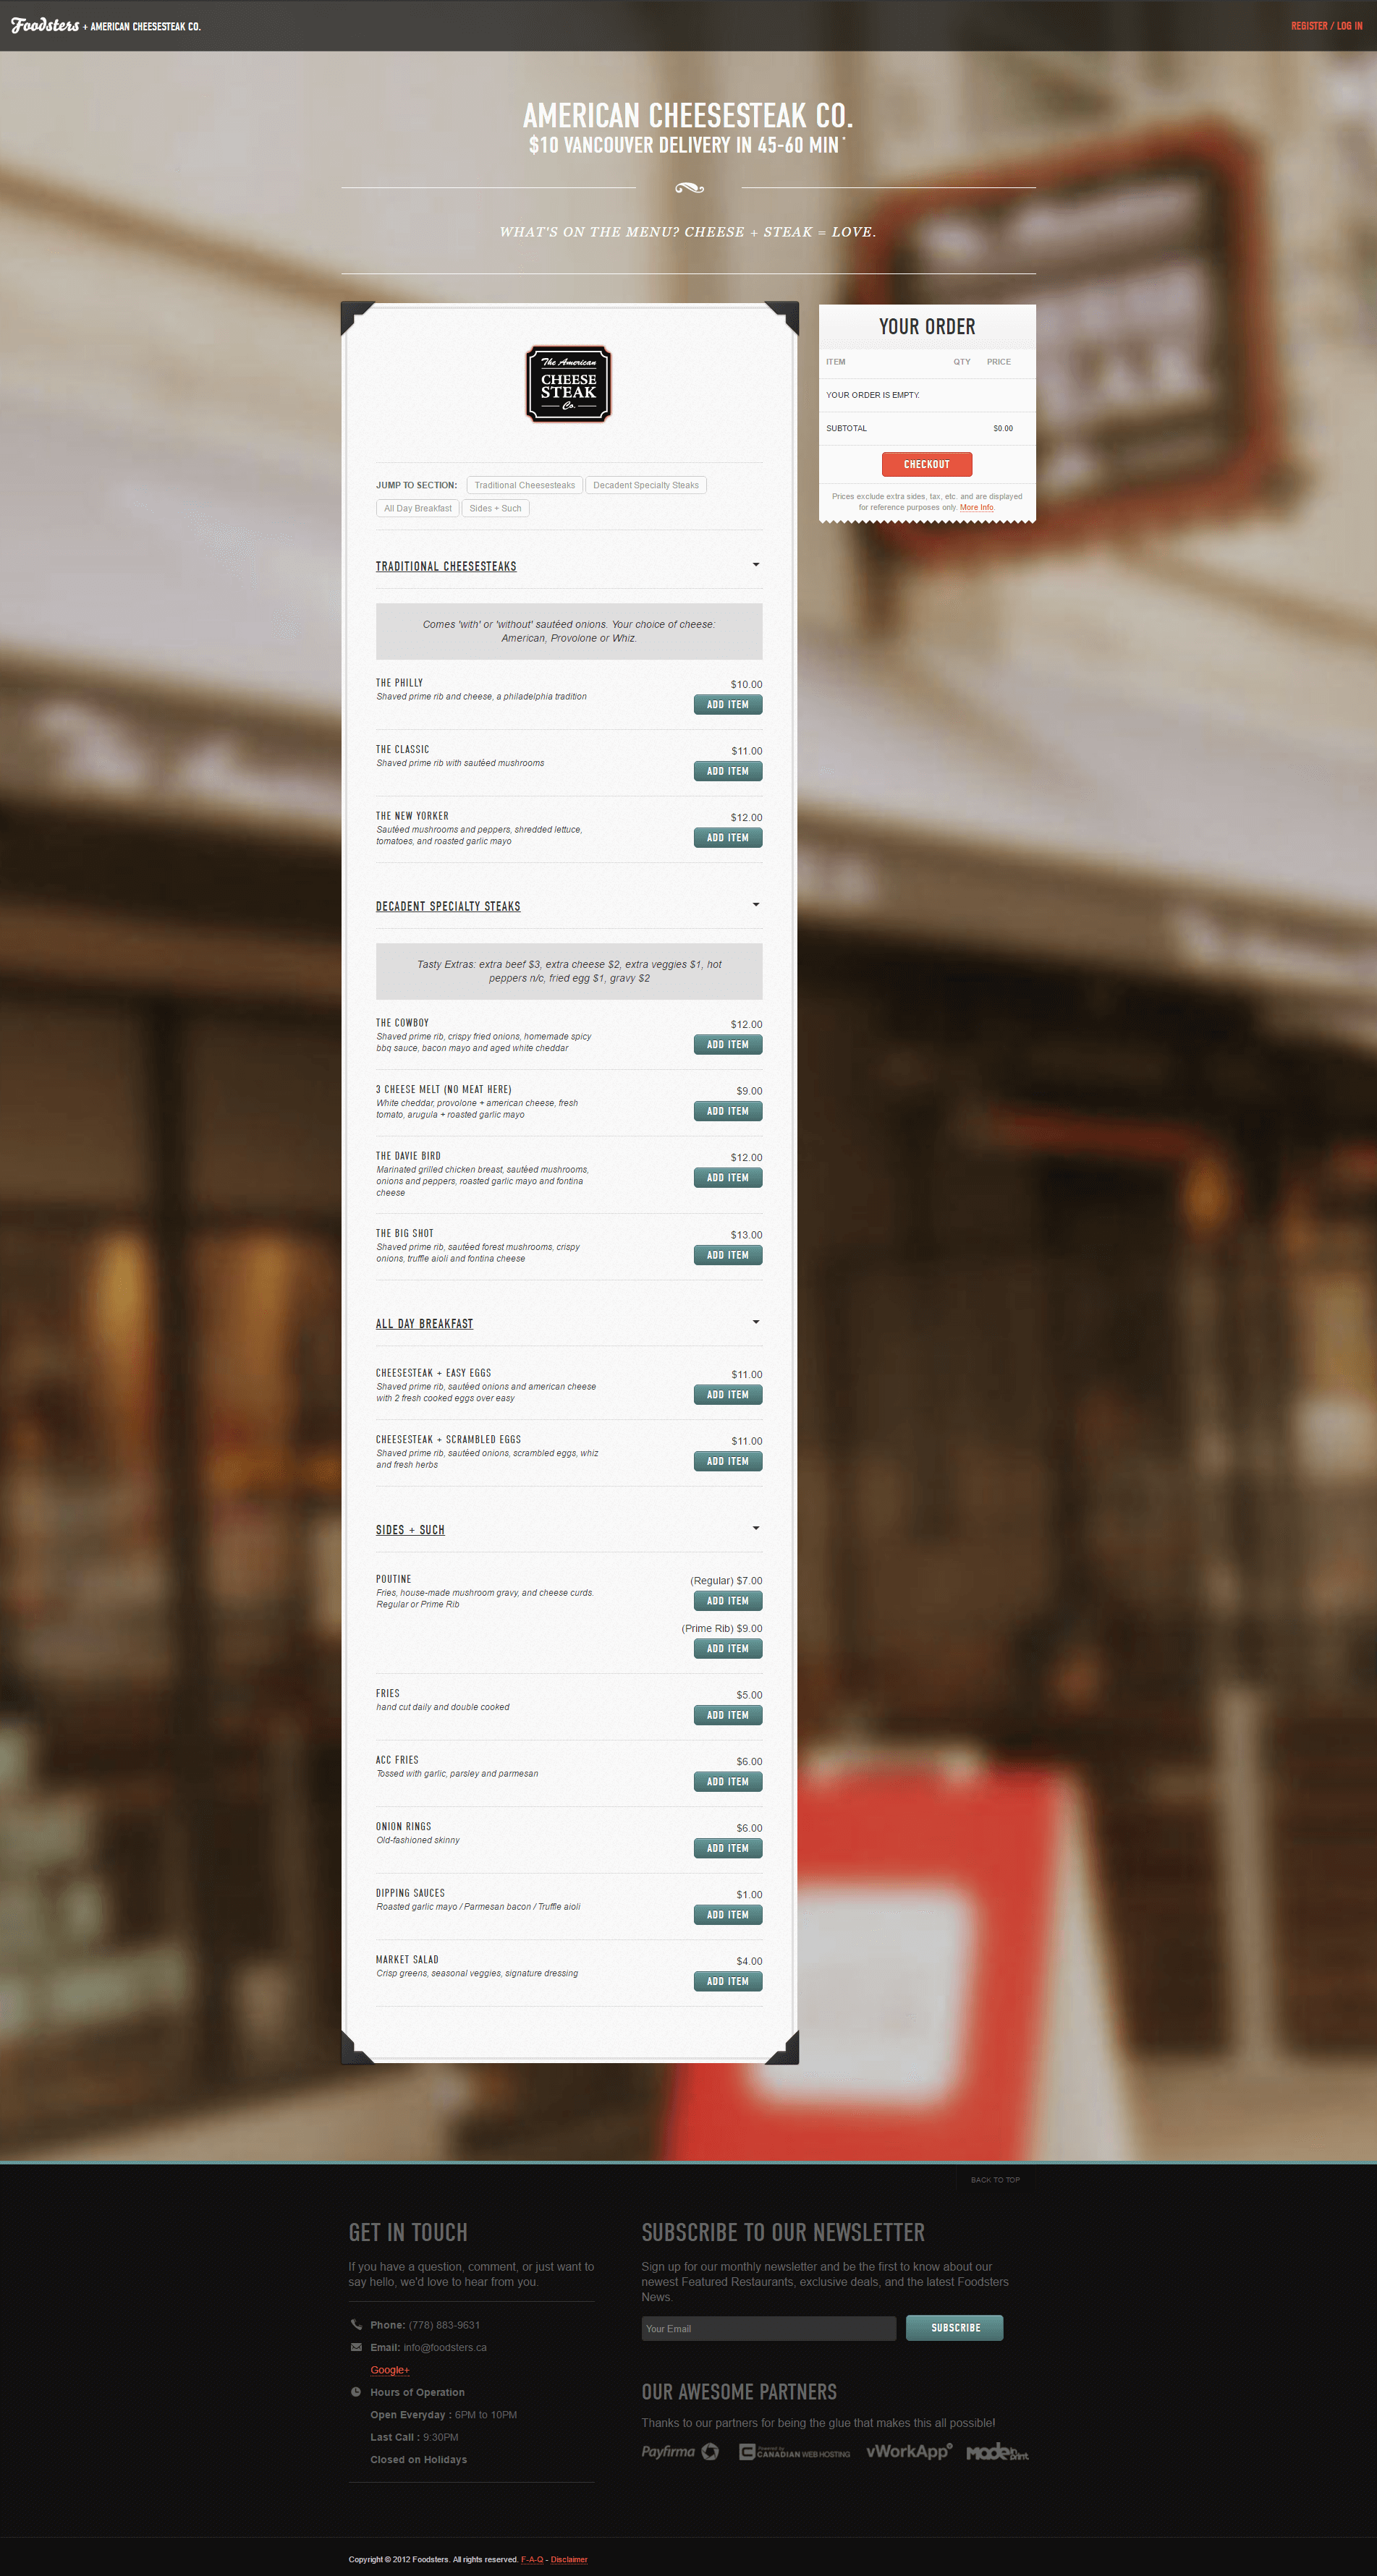 Foodsters + AMERICAN CHEESESTEAK CO.
REGISTER / LOG IN
AMERICAN CHEESESTEAK CO.
$10 VANCOUVER DELIVERY IN 45-60 MIN*
WHAT'S ON THE MENU? CHEESE + STEAK = LOVE.
The American
CHEESE
STEAK
Co.
JUMP TO SECTION: Traditional Cheesesteaks Decadent Specialty Steaks
All Day Breakfast Sides + Such
TRADITIONAL CHEESESTEAKS
Comes 'with' or 'without' sautéed onions. Your choice of cheese:
American, Provolone or Whiz.
THE PHILLY
$10.00
Shaved prime rib and cheese, a philadelphia tradition
ADD ITEM
THE CLASSIC
$11.00
Shaved prime rib with sautéed mushrooms
ADD ITEM
THE NEW YORKER
$12.00
Sautéed mushrooms and peppers, shredded lettuce,
tomatoes, and roasted garlic mayo
ADD ITEM
DECADENT SPECIALTY STEAKS
Tasty Extras: extra beef $3, extra cheese $2, extra veggies $1, hot
peppers n/c, fried egg $1, gravy $2
THE COWBOY
$12.00
Shaved prime rib, crispy fried onions, homemade spicy
bbq sauce, bacon mayo and aged white cheddar
ADD ITEM
3 CHEESE MELT (NO MEAT HERE)
$9.00
White cheddar, provolone + american cheese, fresh
tomato, arugula + roasted garlic mayo
ADD ITEM
THE DAVIE BIRD
$12.00
Marinated grilled chicken breast, sautéed mushrooms,
onions and peppers, roasted garlic mayo and fontina
cheese
ADD ITEM
THE BIG SHOT
$13.00
Shaved prime rib, sautéed forest mushrooms, crispy
onions, truffle aioli and fontina cheese
ADD ITEM
ALL DAY BREAKFAST
CHEESESTEAK + EASY EGGS
$11.00
Shaved prime rib, sautéed onions and american cheese
with 2 fresh cooked eggs over easy
ADD ITEM
CHEESESTEAK + SCRAMBLED EGGS
$11.00
Shaved prime rib, sautéed onions, scrambled eggs, whiz
and fresh herbs
ADD ITEM
SIDES + SUCH
POUTINE
(Regular) $7.00
Fries, house-made mushroom gravy, and cheese curds.
Regular or Prime Rib
ADD ITEM
(Prime Rib) $9.00
ADD ITEM
FRIES
$5.00
hand cut daily and double cooked
ADD ITEM
ACC FRIES
$6.00
Tossed with garlic, parsley and parmesan
ADD ITEM
ONION RINGS
$6.00
Old-fashioned skinny
ADD ITEM
DIPPING SAUCES
$1.00
Roasted garlic mayo / Parmesan bacon / Truffle aioli
ADD ITEM
MARKET SALAD
$4.00
Crisp greens, seasonal veggies, signature dressing
ADD ITEM
YOUR ORDER
ITEM QTY PRICE
YOUR ORDER IS EMPTY.
SUBTOTAL $0.00
CHECKOUT
Prices exclude extra sides, tax, etc. and are displayed
for reference purposes only. More Info.
BACK TO TOP
GET IN TOUCH
If you have a question, comment, or just want to
say hello, we'd love to hear from you.
Phone: (778) 883-9631
Email: info@foodsters.ca
Google+
Hours of Operation
Open Everyday : 6PM to 10PM
Last Call : 9:30PM
Closed on Holidays
SUBSCRIBE TO OUR NEWSLETTER
Sign up for our monthly newsletter and be the first to know about our
newest Featured Restaurants, exclusive deals, and the latest Foodsters
News.
Your Email
SUBSCRIBE
OUR AWESOME PARTNERS
Thanks to our partners for being the glue that makes this all possible!
Payfirma
Powered by
CANADIAN WEB HOSTING
vWorkApp
Made in print
Copyright © 2012 Foodsters. All rights reserved. F-A-Q - Disclaimer